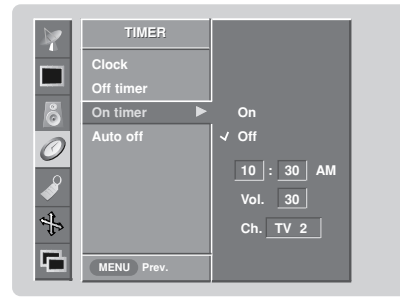 TIMER
Clock
Off timer
On timer
Auto off
On
✓ Off
10 : 30 AM
Vol. 30
Ch. TV 2
MENU Prev.